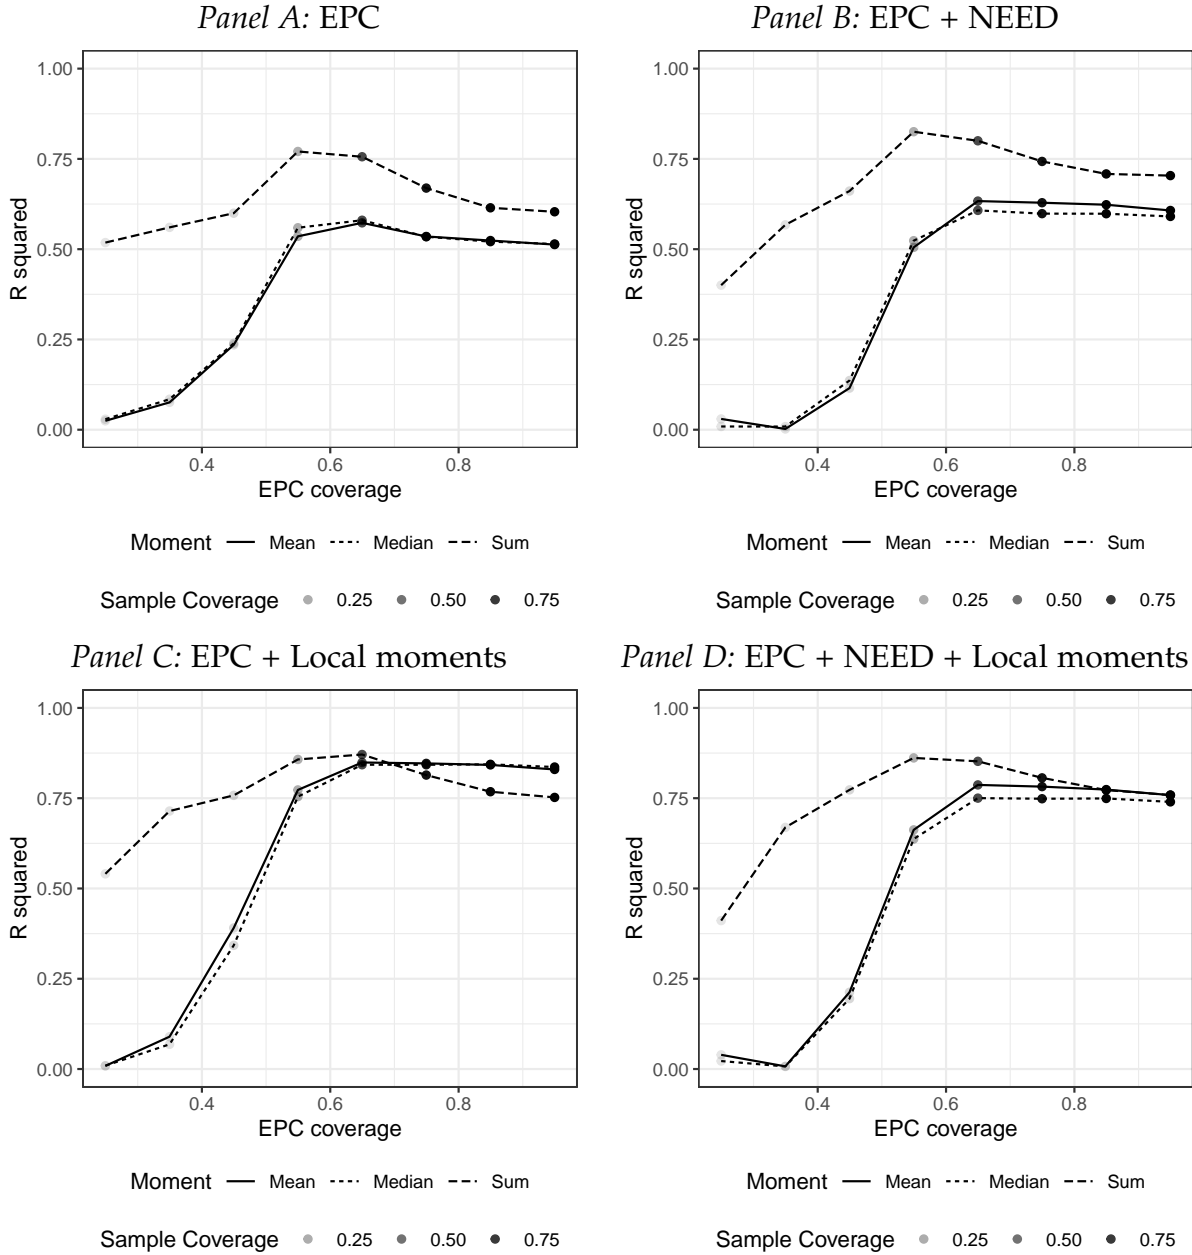 Panel A: EPC
1.00
0.75
0.50
0.25
0.00
R squared
0.4 0.6 0.8
EPC coverage
Moment Mean Median Sum
Sample Coverage 0.25 0.50 0.75
Panel B: EPC + NEED
1.00
0.75
0.50
0.25
0.00
R squared
0.4 0.6 0.8
EPC coverage
Moment Mean Median Sum
Sample Coverage 0.25 0.50 0.75
Panel C: EPC + Local moments
1.00
0.75
0.50
0.25
0.00
R squared
0.4 0.6 0.8
EPC coverage
Moment Mean Median Sum
Sample Coverage 0.25 0.50 0.75
Panel D: EPC + NEED + Local moments
1.00
0.75
0.50
0.25
0.00
R squared
0.4 0.6 0.8
EPC coverage
Moment Mean Median Sum
Sample Coverage 0.25 0.50 0.75